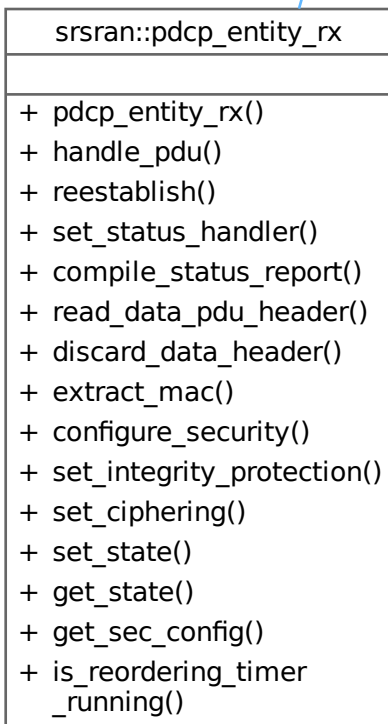 srsran::pdcp_entity_rx
+ pdcp_entity_rx()
+ handle_pdu()
+ reestablish()
+ set_status_handler()
+ compile_status_report()
+ read_data_pdu_header()
+ discard_data_header()
+ extract_mac()
+ configure_security()
+ set_integrity_protection()
+ set_ciphering()
+ set_state()
+ get_state()
+ get_sec_config()
+ is_reordering_timer
_running()